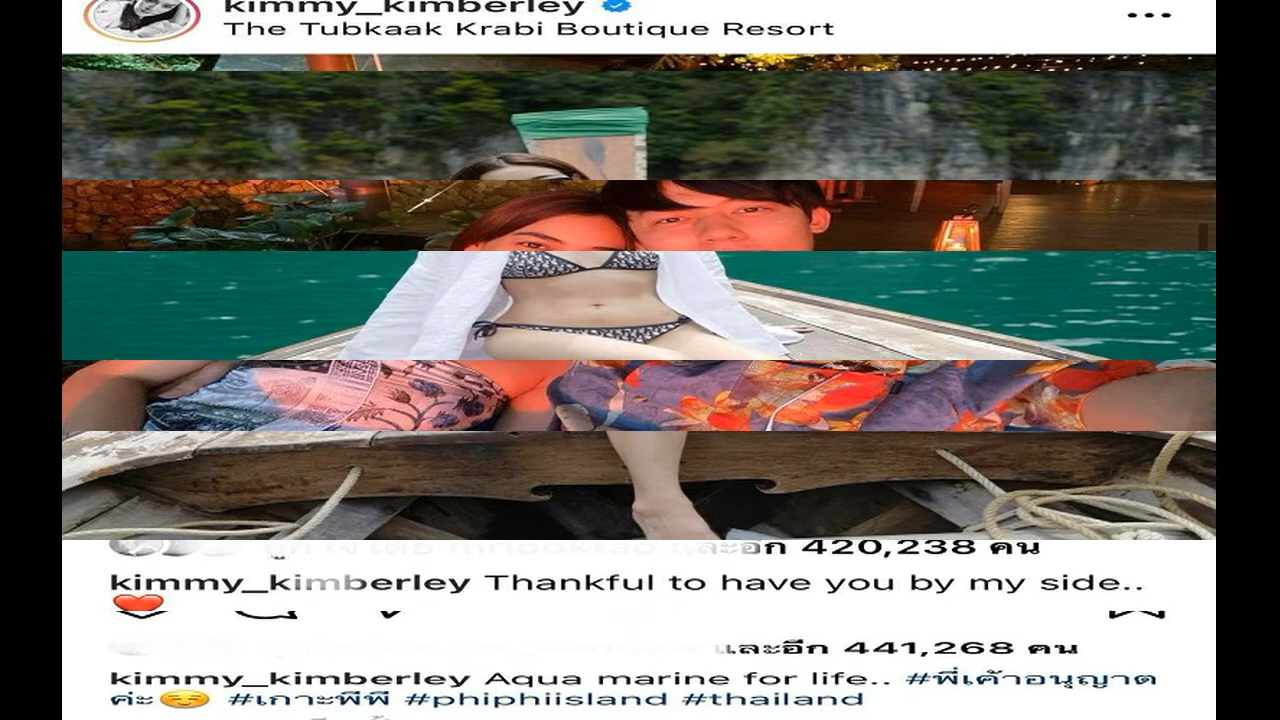 kimmy_kimberley
The Tubkaak Krabi Boutique Resort
และอีก 420,238 คน
kimmy_kimberley Thankful to have you by my side..
❤️
และอีก 441,268 คน
kimmy_kimberley Aqua marine for life.. #พี่เค้าอนุญาต
ค่ะ☺️ #เกาะพีพี #phiphiisland #thailand